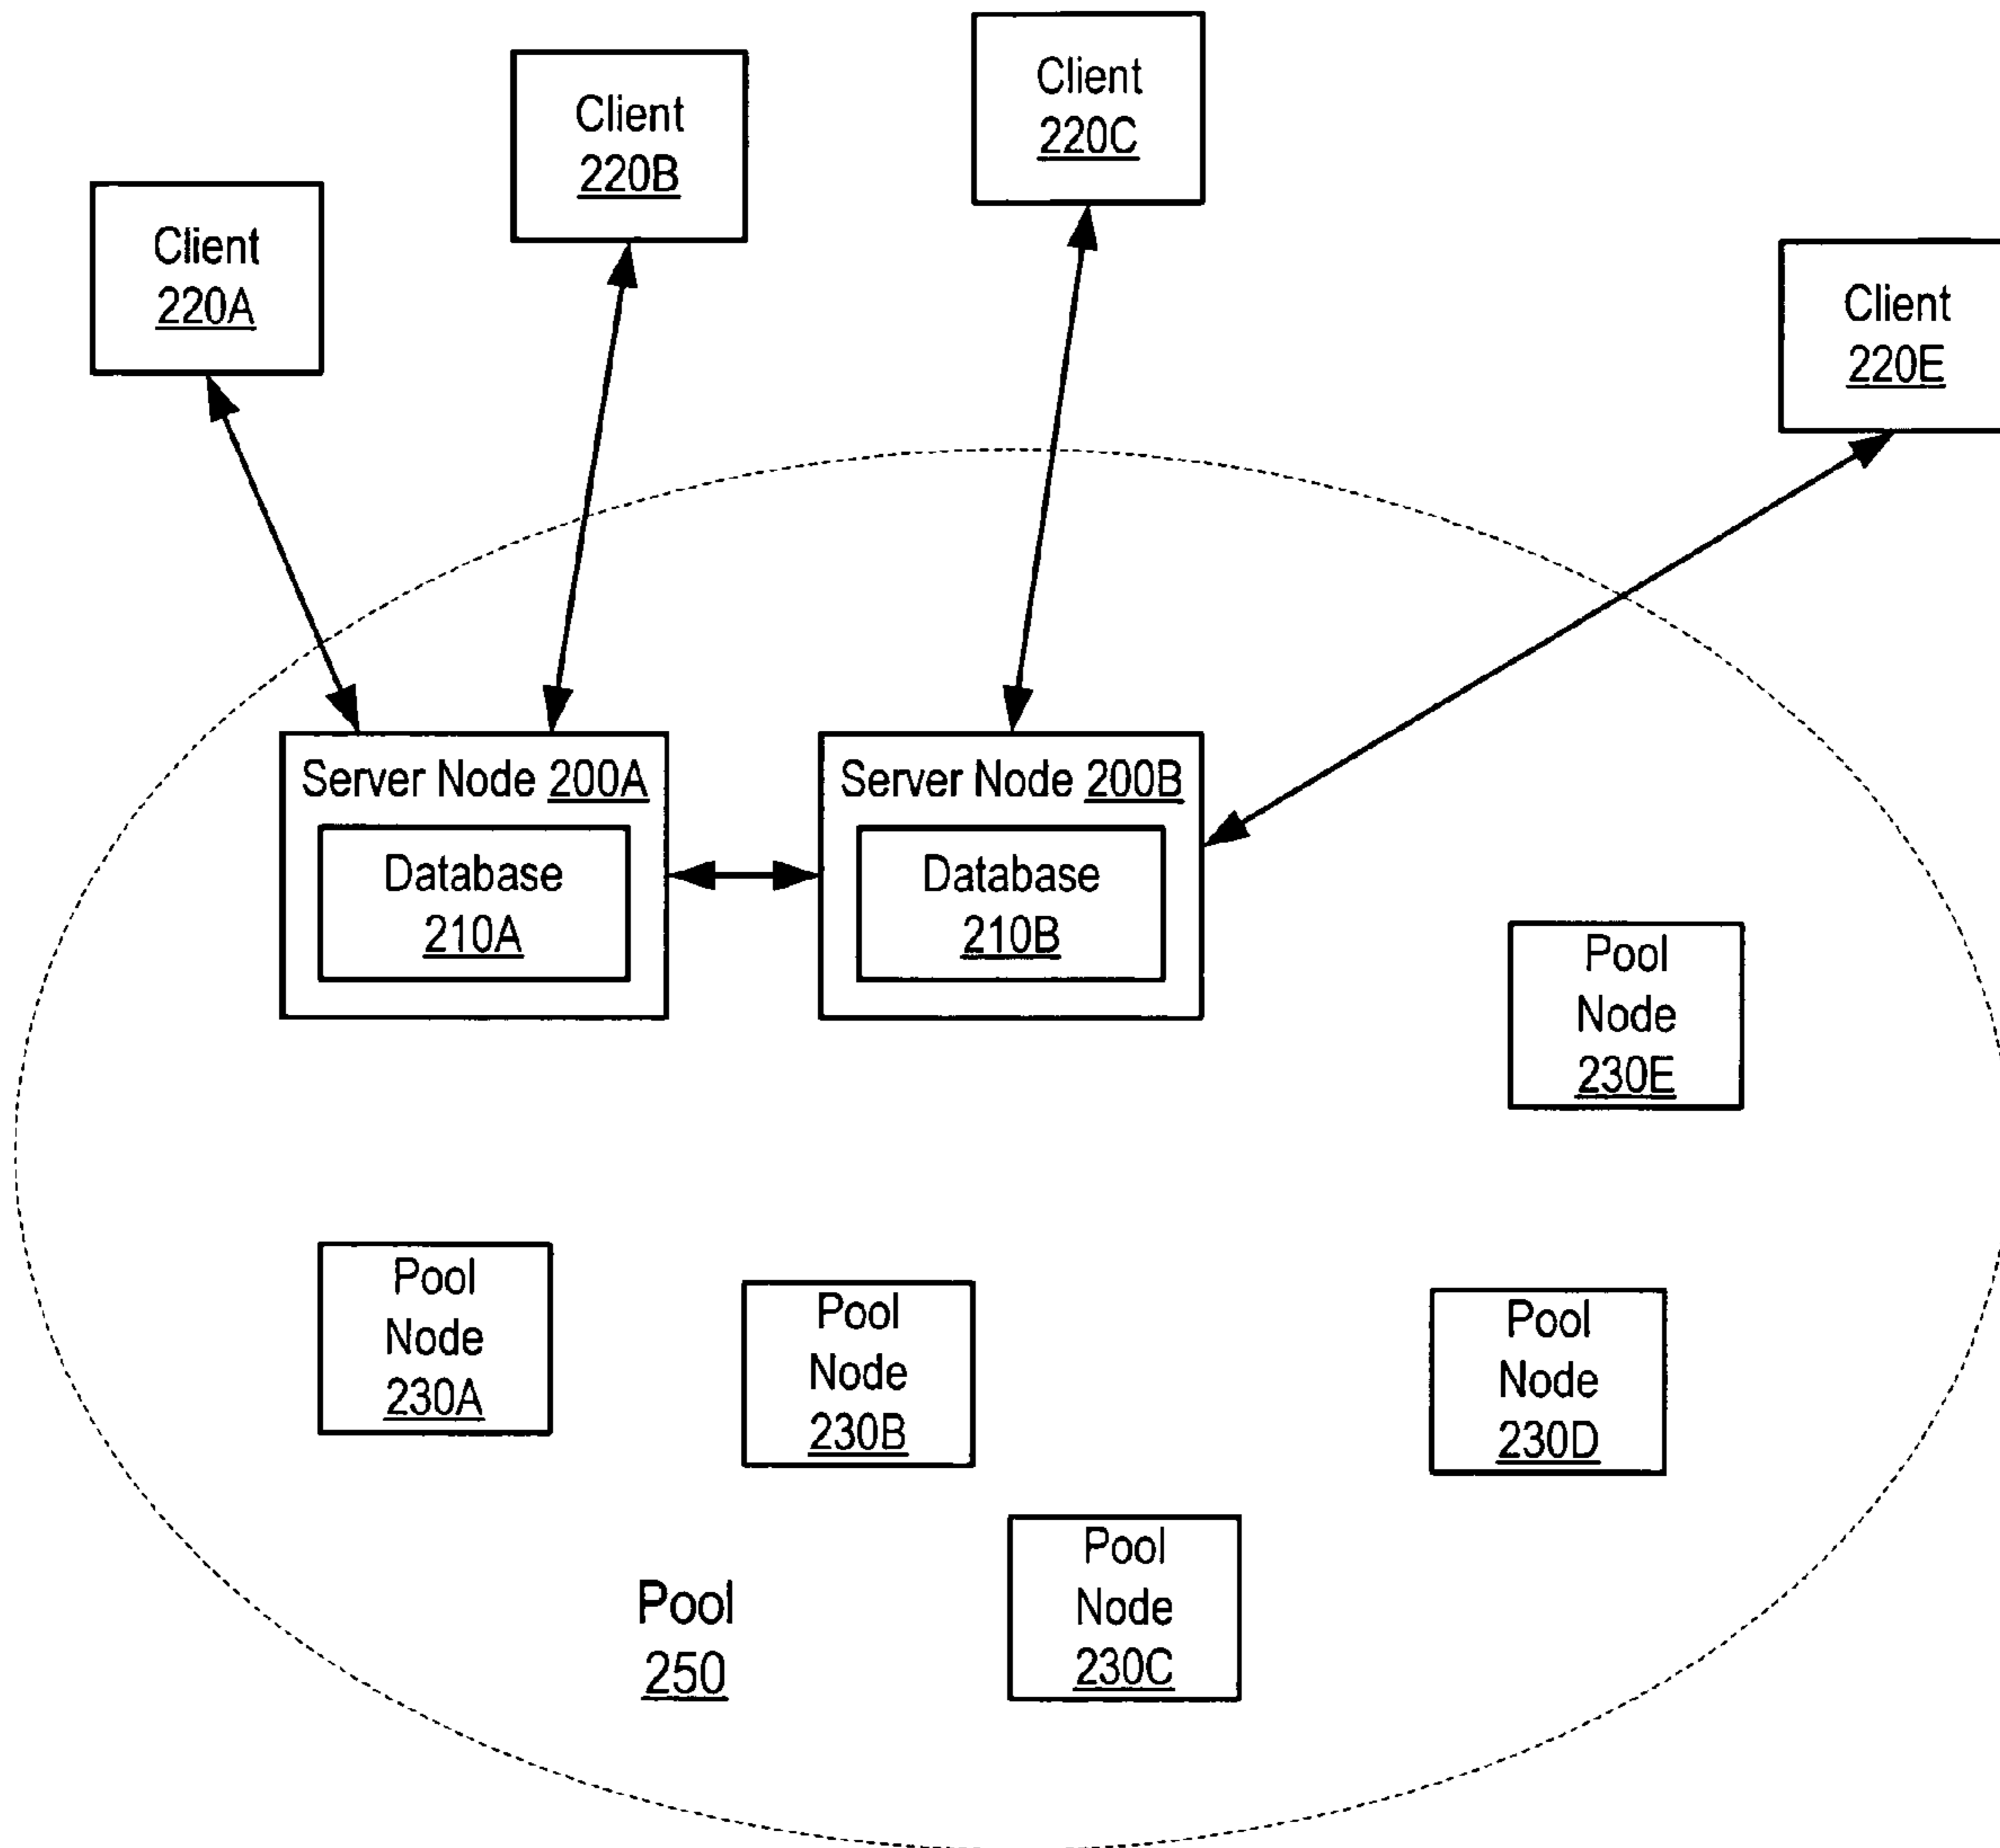 Client
220A
Client
220B
Client
220C
Client
220E
Server Node 200A
Database
210A
Server Node 200B
Database
210B
Pool
Node
230E
Pool
Node
230A
Pool
Node
230B
Pool
Node
230D
Pool
Node
230C
Pool
250